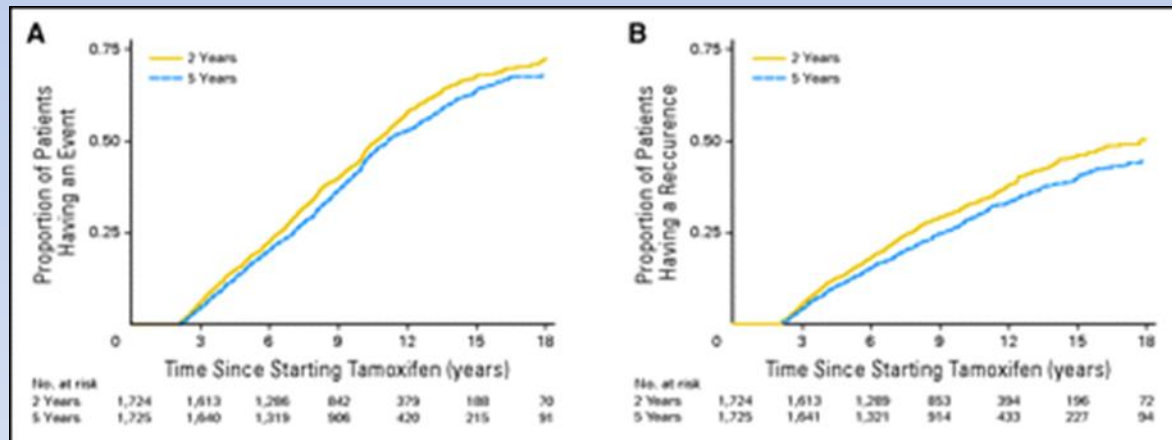 A
0.75
2 Years
5 Years
0.50
0.25
Proportion of Patients
Having an Event
0 3 6 9 12 15 18
Time Since Starting Tamoxifen (years)
No. at risk
2 Years 1,724 1,613 1,286 842 379 188 70
5 Years 1,725 1,640 1,319 906 420 215 91
B
0.75
2 Years
5 Years
0.50
0.25
Proportion of Patients
Having a Reccurence
0 3 6 9 12 15 18
Time Since Starting Tamoxifen (years)
No. at risk
2 Years 1,724 1,613 1,289 853 394 196 72
5 Years 1,725 1,641 1,321 914 433 227 94